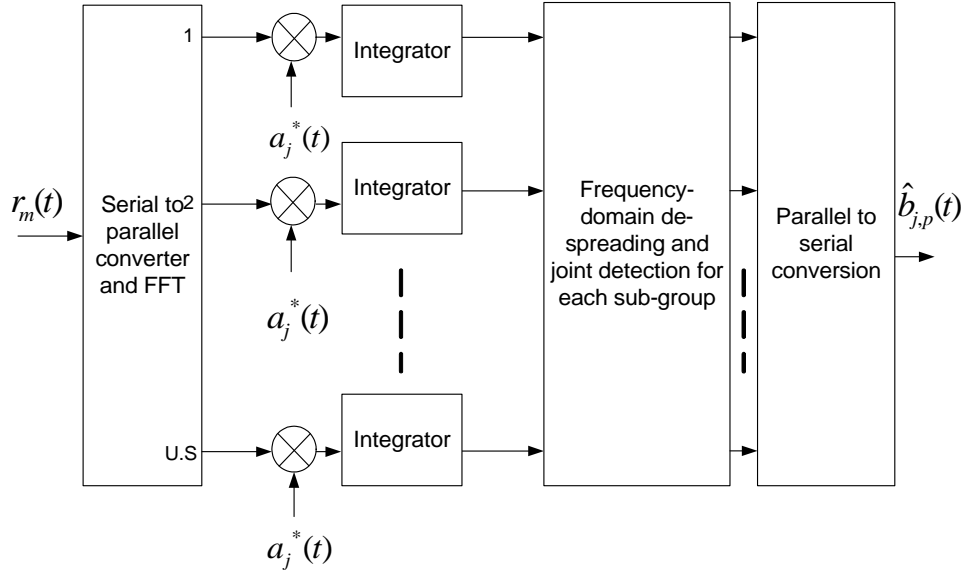 1
Integrator
a_j^*(t)
r_m(t)
Serial to
parallel
converter
and FFT
2
Integrator
a_j^*(t)
Frequency-
domain de-
spreading and
joint detection for
each sub-group
Parallel to
serial
conversion
\hat{b}_{j,p}(t)
U.S
Integrator
a_j^*(t)